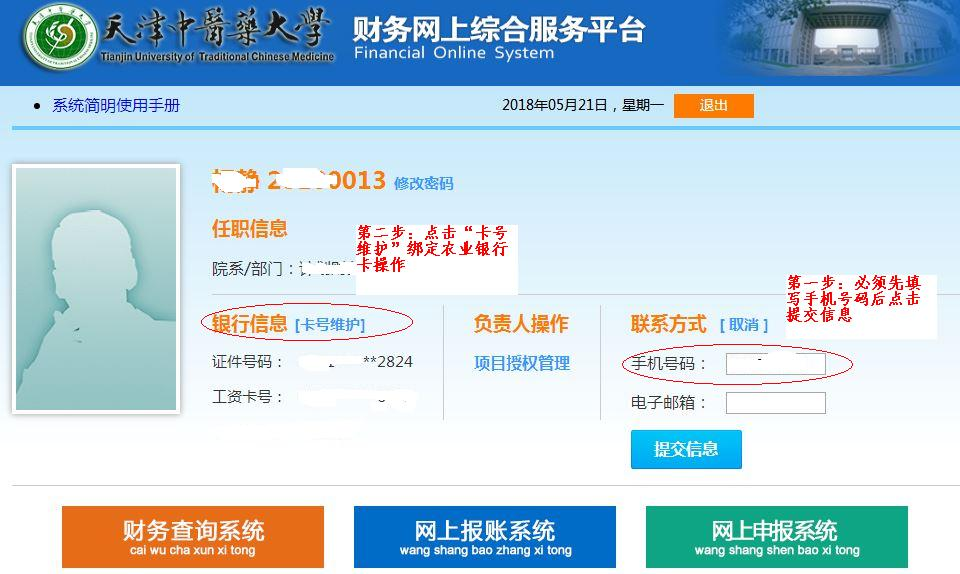 天津中醫藥大學
Tianjin University of Traditional Chinese Medicine
财务网上综合服务平台
Financial Online System
系统简明使用手册
2018年05月21日，星期一 退出
0013 修改密码
任职信息
院系/部门：
第二步：点击“卡号
维护”绑定农业银行
卡操作
第一步：必须先填
写手机号码后点击
提交信息
银行信息 [卡号维护] 负责人操作 联系方式 [ 取消 ]
证件号码： **2824 项目授权管理 手机号码：
工资卡号： 电子邮箱：
提交信息
财务查询系统 网上报账系统 网上申报系统
cai wu cha xun xi tong wang shang bao zhang xi tong wang shang shen bao xi tong